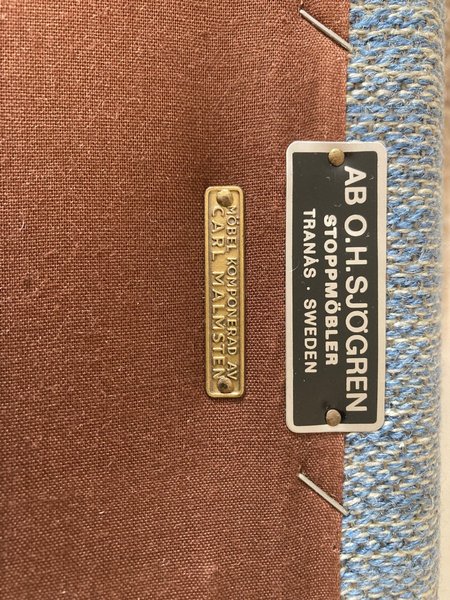 AB O.H. SJÖGREN
STOPPMÖBLER
TRANÅS · SWEDEN
MÖBEL KOMPONERAD AV
CARL MALMSTEN